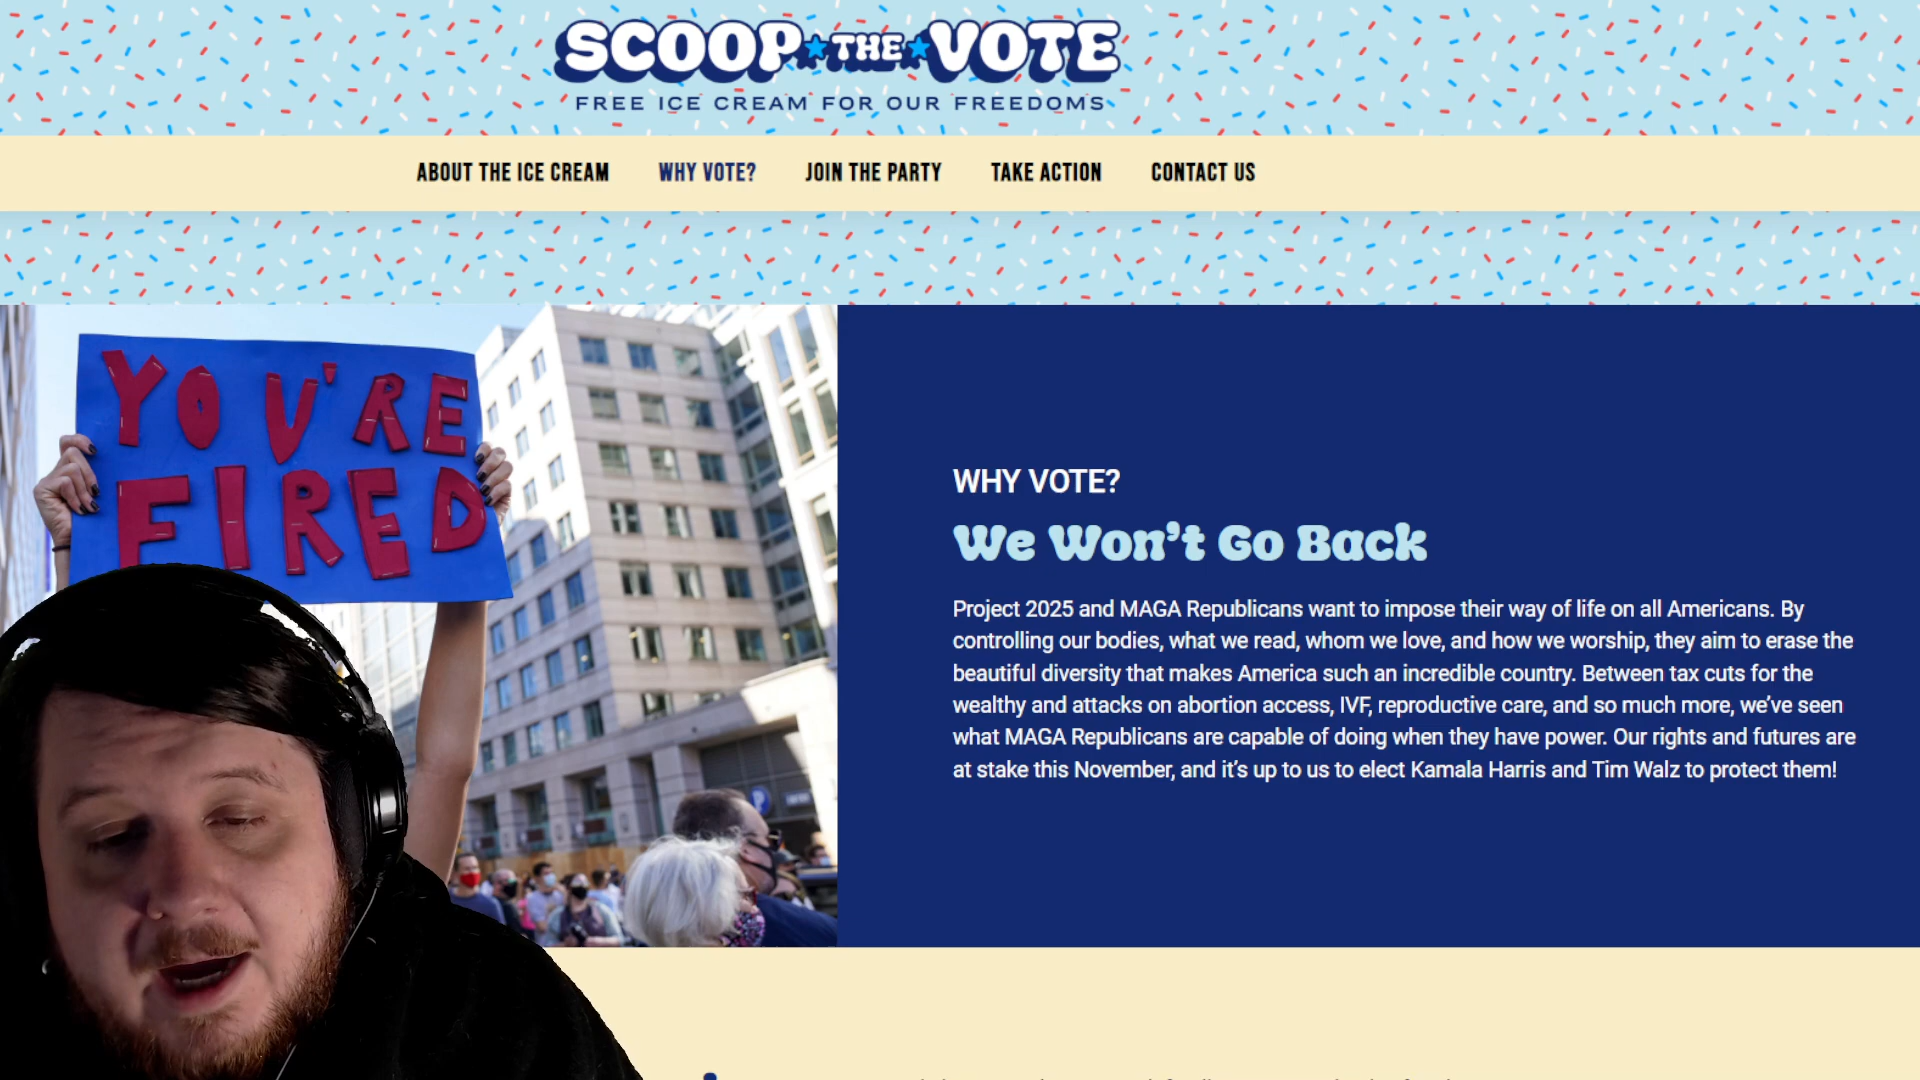 SCOOP THE VOTE
FREE ICE CREAM FOR OUR FREEDOMS
ABOUT THE ICE CREAM
WHY VOTE?
JOIN THE PARTY
TAKE ACTION
CONTACT US
YOU'RE
FIRED
WHY VOTE?
We Won't Go Back
Project 2025 and MAGA Republicans want to impose their way of life on all Americans. By
controlling our bodies, what we read, whom we love, and how we worship, they aim to erase the
beautiful diversity that makes America such an incredible country. Between tax cuts for the
wealthy and attacks on abortion access, IVF, reproductive care, and so much more, we've seen
what MAGA Republicans are capable of doing when they have power. Our rights and futures are
at stake this November, and it's up to us to elect Kamala Harris and Tim Walz to protect them!